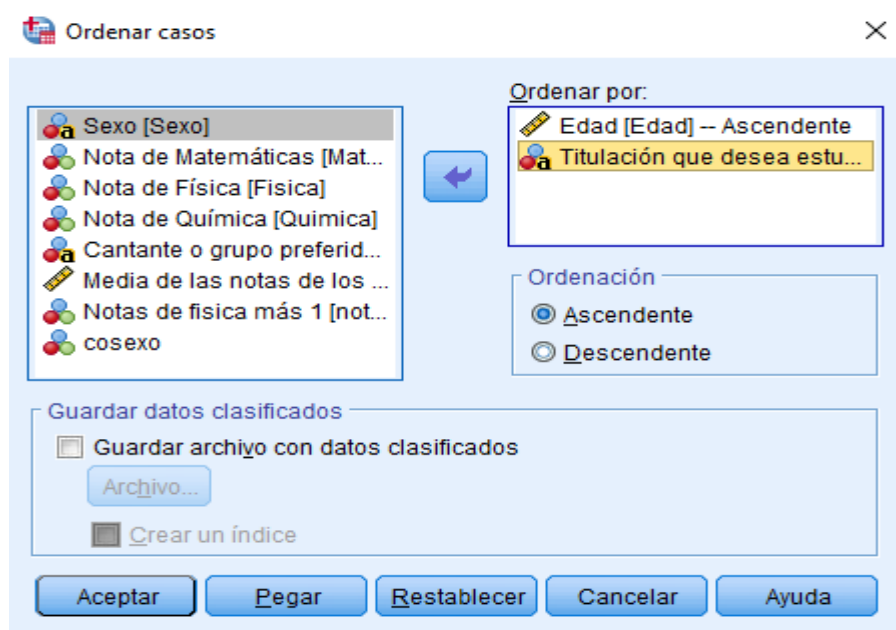 Ordenar casos
Ordenar por:
Sexo [Sexo]
Nota de Matemáticas [Mat...
Nota de Física [Fisica]
Nota de Química [Quimica]
Cantante o grupo preferid...
Media de las notas de los ...
Notas de fisica más 1 [not...
cosexo
Edad [Edad] -- Ascendente
Titulación que desea estu...
Ordenación
Ascendente
Descendente
Guardar datos clasificados
Guardar archivo con datos clasificados
Archivo...
Crear un índice
Aceptar Pegar Restablecer Cancelar Ayuda